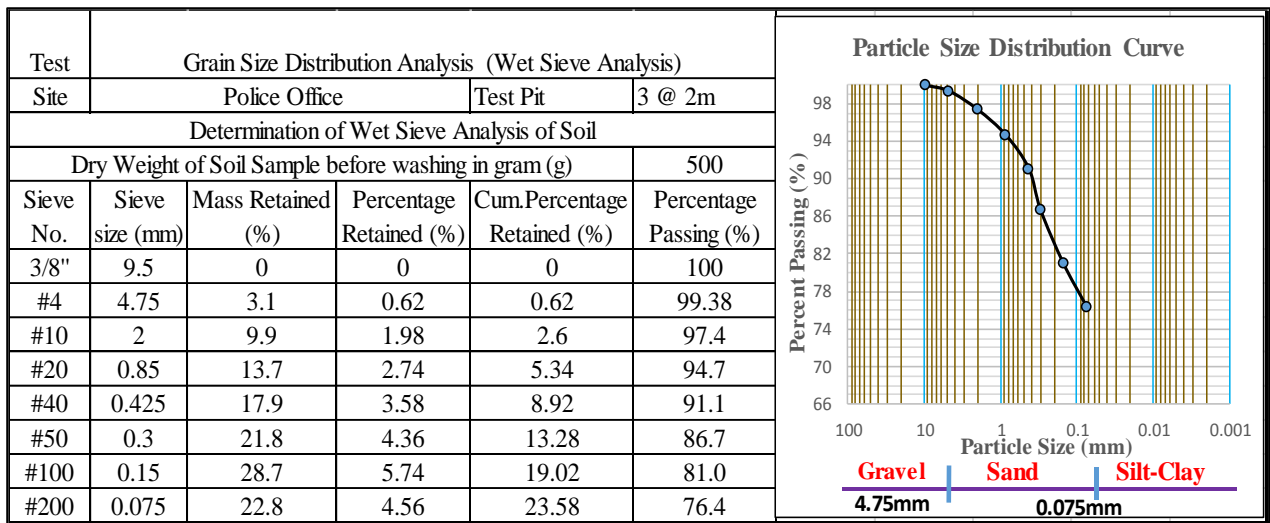 Test Grain Size Distribution Analysis (Wet Sieve Analysis)
Site Police Office Test Pit 3 @ 2m
Determination of Wet Sieve Analysis of Soil
Dry Weight of Soil Sample before washing in gram (g) 500
Sieve Sieve Mass Retained Percentage Cum.Percentage Percentage
No. size (mm) (%) Retained (%) Retained (%) Passing (%)
3/8" 9.5 0 0 0 100
#4 4.75 3.1 0.62 0.62 99.38
#10 2 9.9 1.98 2.6 97.4
#20 0.85 13.7 2.74 5.34 94.7
#40 0.425 17.9 3.58 8.92 91.1
#50 0.3 21.8 4.36 13.28 86.7
#100 0.15 28.7 5.74 19.02 81.0
#200 0.075 22.8 4.56 23.58 76.4
Particle Size Distribution Curve
Percent Passing (%)
98
94
90
86
82
78
74
70
66
100 10 1 0.1 0.01 0.001
Particle Size (mm)
Gravel Sand Silt-Clay
4.75mm 0.075mm